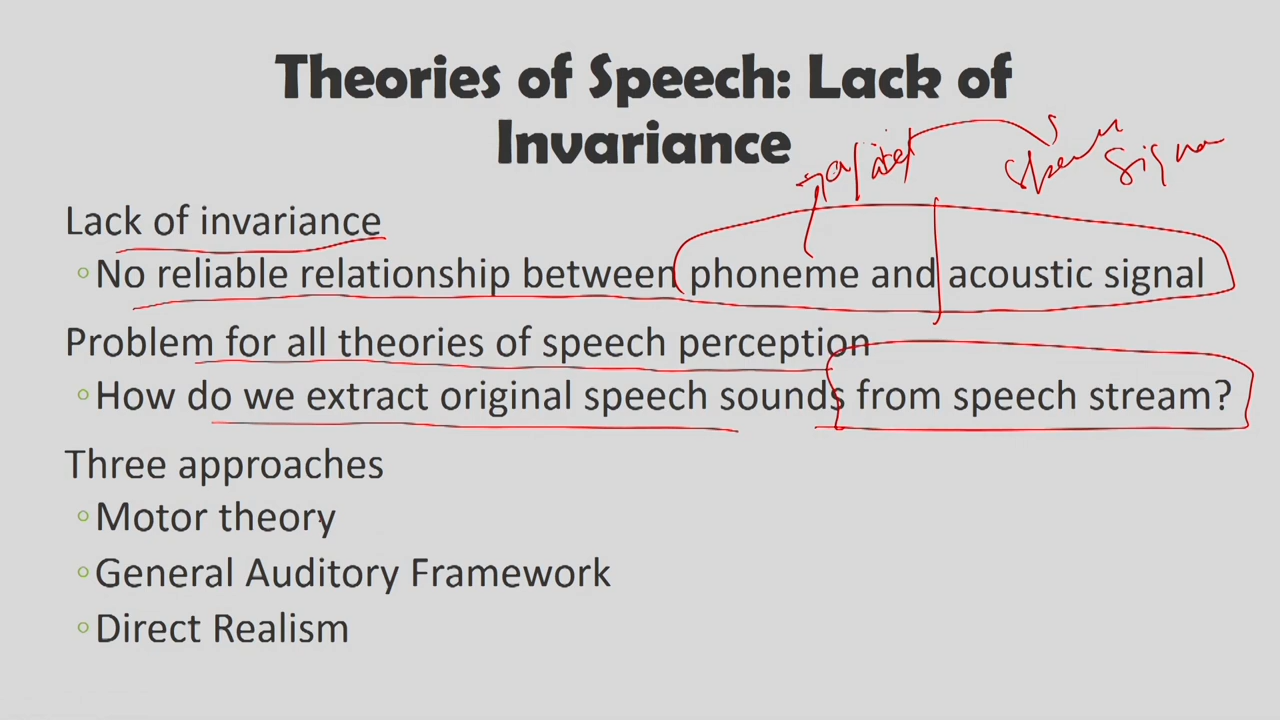 Theories of Speech: Lack of
Invariance
Speech
Signal
Lack of invariance
◦No reliable relationship between phoneme and acoustic signal
Problem for all theories of speech perception
◦How do we extract original speech sounds from speech stream?
Three approaches
◦Motor theory
◦General Auditory Framework
◦Direct Realism